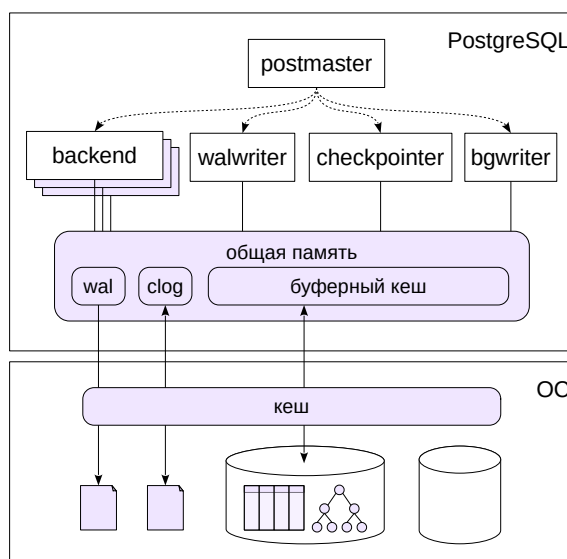 PostgreSQL
postmaster
backend
walwriter
checkpointer
bgwriter
общая память
wal
clog
буферный кеш
ОС
кеш